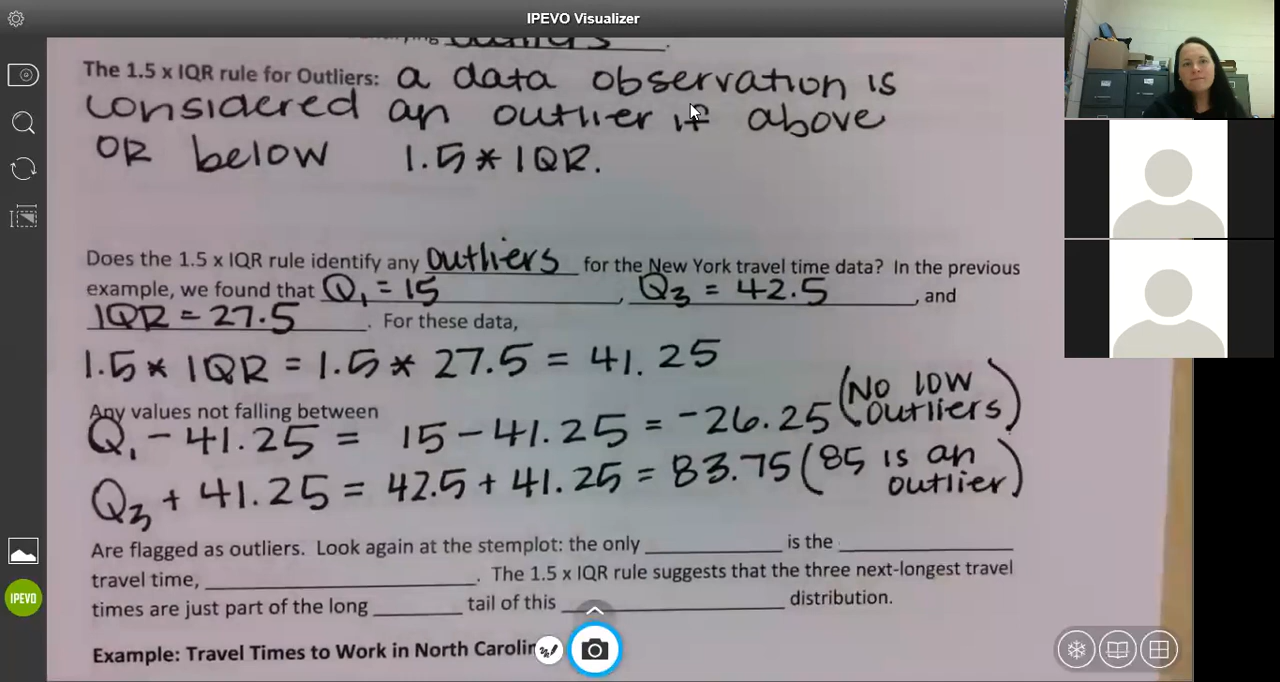 IPEVO Visualizer
outliers.
The 1.5 x IQR rule for Outliers: a data observation is
considered an outlier if above
OR below 1.5 * IQR.
Does the 1.5 x IQR rule identify any outliers for the New York travel time data? In the previous
example, we found that Q1 = 15, Q3 = 42.5, and
IQR = 27.5. For these data,
1.5 * IQR = 1.5 * 27.5 = 41.25
Any values not falling between
Q1 - 41.25 = 15 - 41.25 = -26.25 (No low outliers)
Q3 + 41.25 = 42.5 + 41.25 = 83.75 (85 is an outlier)
Are flagged as outliers. Look again at the stemplot: the only ____ is the ____
travel time, ____. The 1.5 x IQR rule suggests that the three next-longest travel
times are just part of the long ____ tail of this ____ distribution.
Example: Travel Times to Work in North Carolin
IPEVO